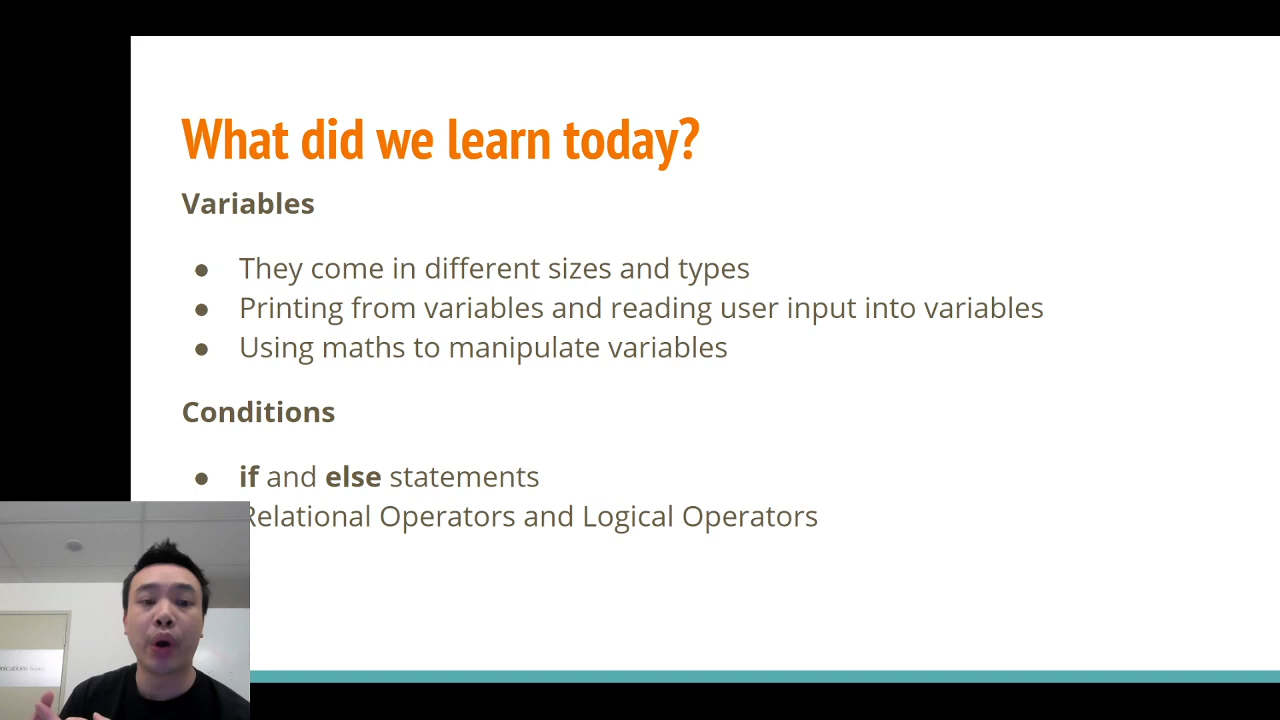 What did we learn today?
Variables
● They come in different sizes and types
● Printing from variables and reading user input into variables
● Using maths to manipulate variables
Conditions
● if and else statements
Relational Operators and Logical Operators